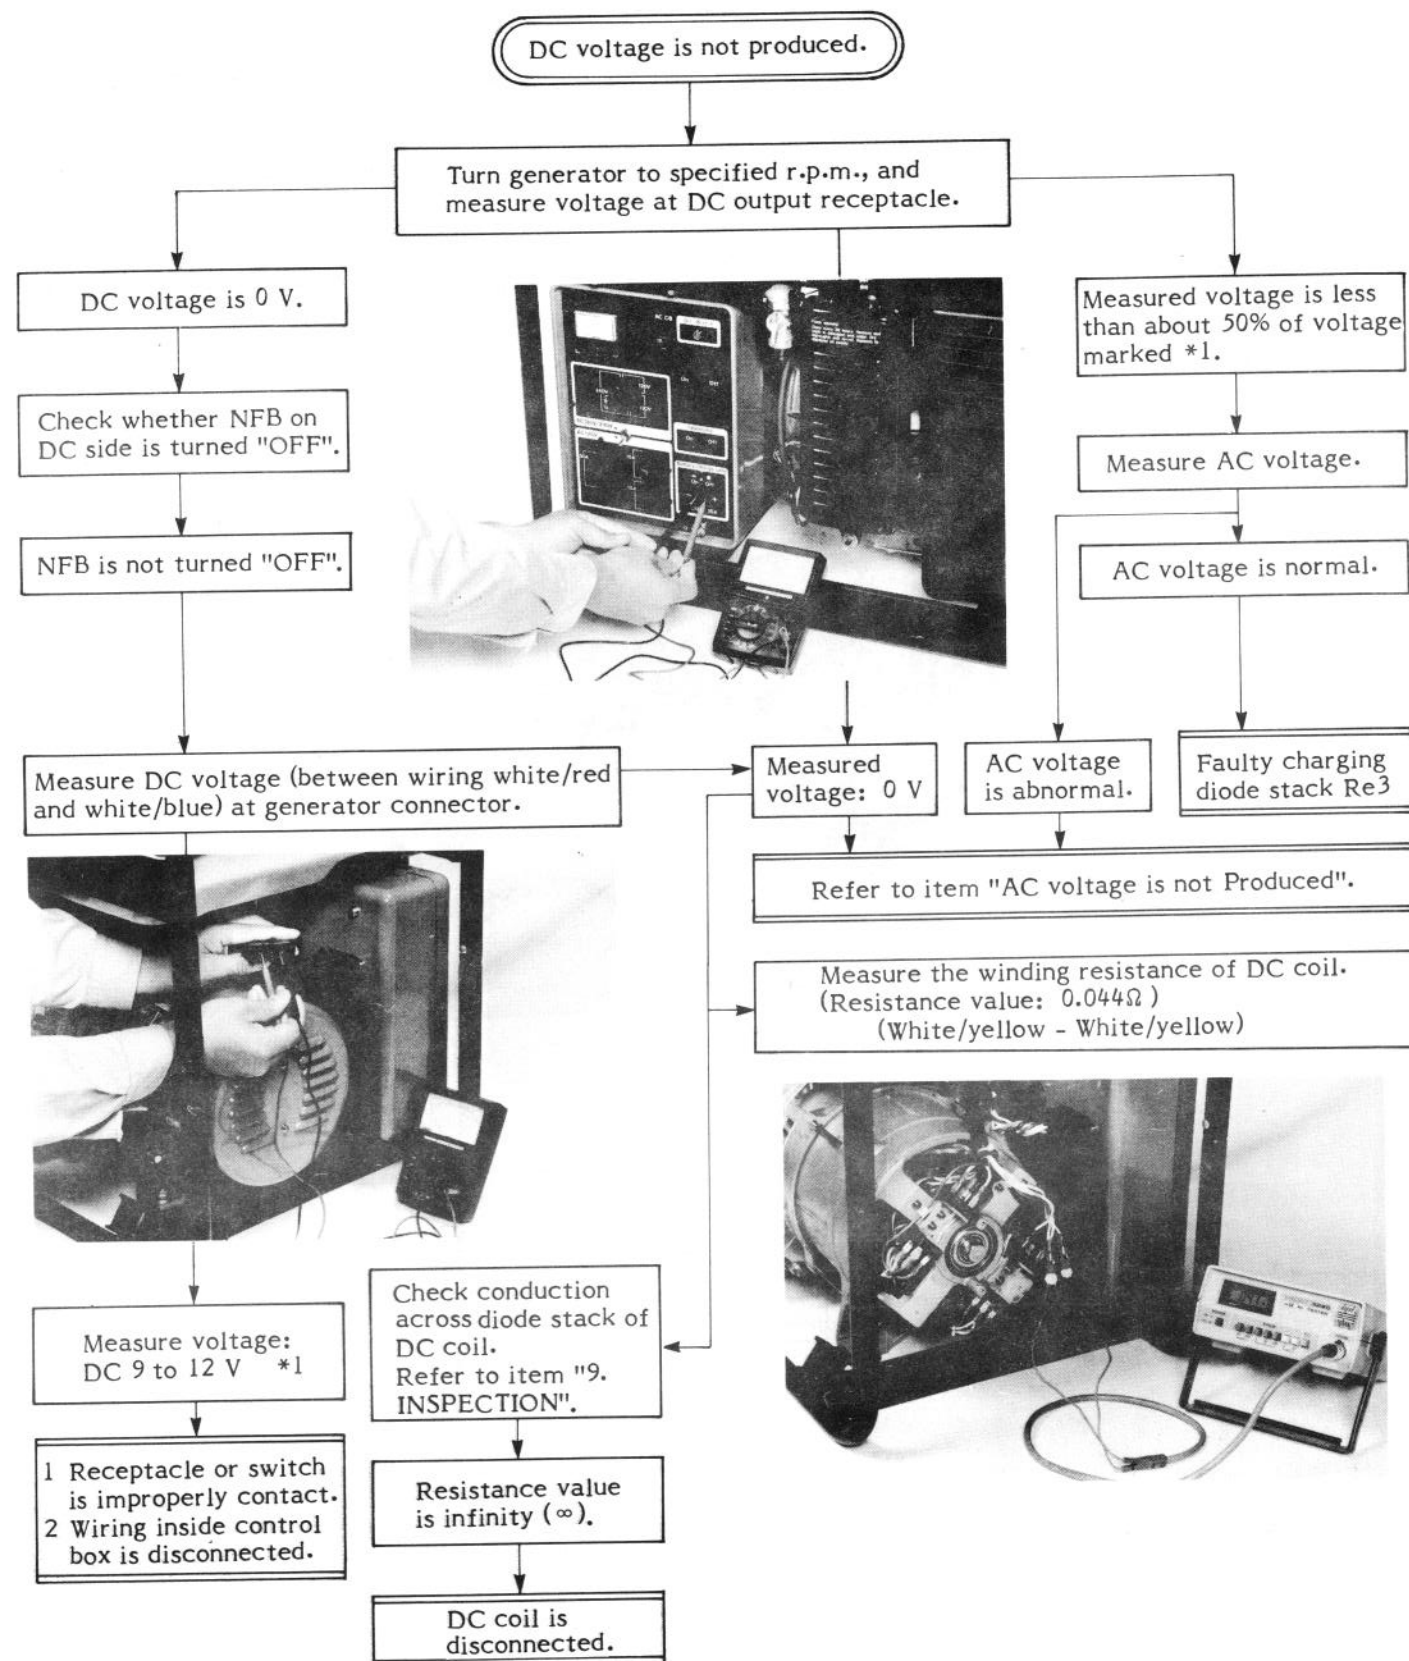 DC voltage is not produced.
Turn generator to specified r.p.m., and
measure voltage at DC output receptacle.
DC voltage is 0 V.
Check whether NFB on
DC side is turned "OFF".
NFB is not turned "OFF".
Measured voltage is less
than about 50% of voltage
marked *1.
Measure AC voltage.
AC voltage is normal.
Measure DC voltage (between wiring white/red
and white/blue) at generator connector.
Measured
voltage: 0 V
AC voltage
is abnormal.
Faulty charging
diode stack Re3
Refer to item "AC voltage is not Produced".
Measure the winding resistance of DC coil.
(Resistance value: 0.044Ω )
(White/yellow - White/yellow)
Measure voltage:
DC 9 to 12 V *1
1 Receptacle or switch
is improperly contact.
2 Wiring inside control
box is disconnected.
Check conduction
across diode stack of
DC coil.
Refer to item "9.
INSPECTION".
Resistance value
is infinity (∞).
DC coil is
disconnected.